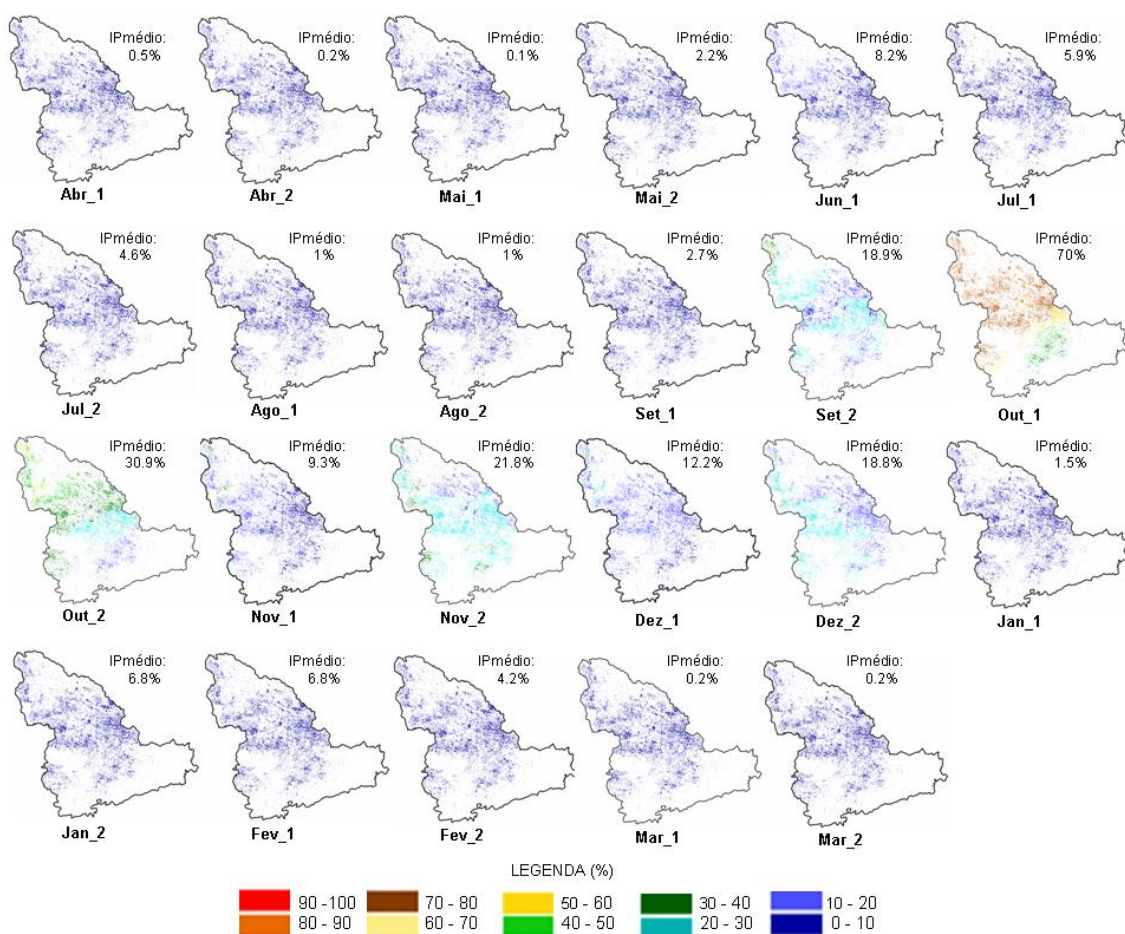 IPmédio:
0.5%
Abr_1
IPmédio:
0.2%
Abr_2
IPmédio:
0.1%
Mai_1
IPmédio:
2.2%
Mai_2
IPmédio:
8.2%
Jun_1
IPmédio:
5.9%
Jul_1
IPmédio:
4.6%
Jul_2
IPmédio:
1%
Ago_1
IPmédio:
1%
Ago_2
IPmédio:
2.7%
Set_1
IPmédio:
18.9%
Set_2
IPmédio:
70%
Out_1
IPmédio:
30.9%
Out_2
IPmédio:
9.3%
Nov_1
IPmédio:
21.8%
Nov_2
IPmédio:
12.2%
Dez_1
IPmédio:
18.8%
Dez_2
IPmédio:
1.5%
Jan_1
IPmédio:
6.8%
Jan_2
IPmédio:
6.8%
Fev_1
IPmédio:
4.2%
Fev_2
IPmédio:
0.2%
Mar_1
IPmédio:
0.2%
Mar_2
LEGENDA (%)
90 - 100
70 - 80
50 - 60
30 - 40
10 - 20
80 - 90
60 - 70
40 - 50
20 - 30
0 - 10